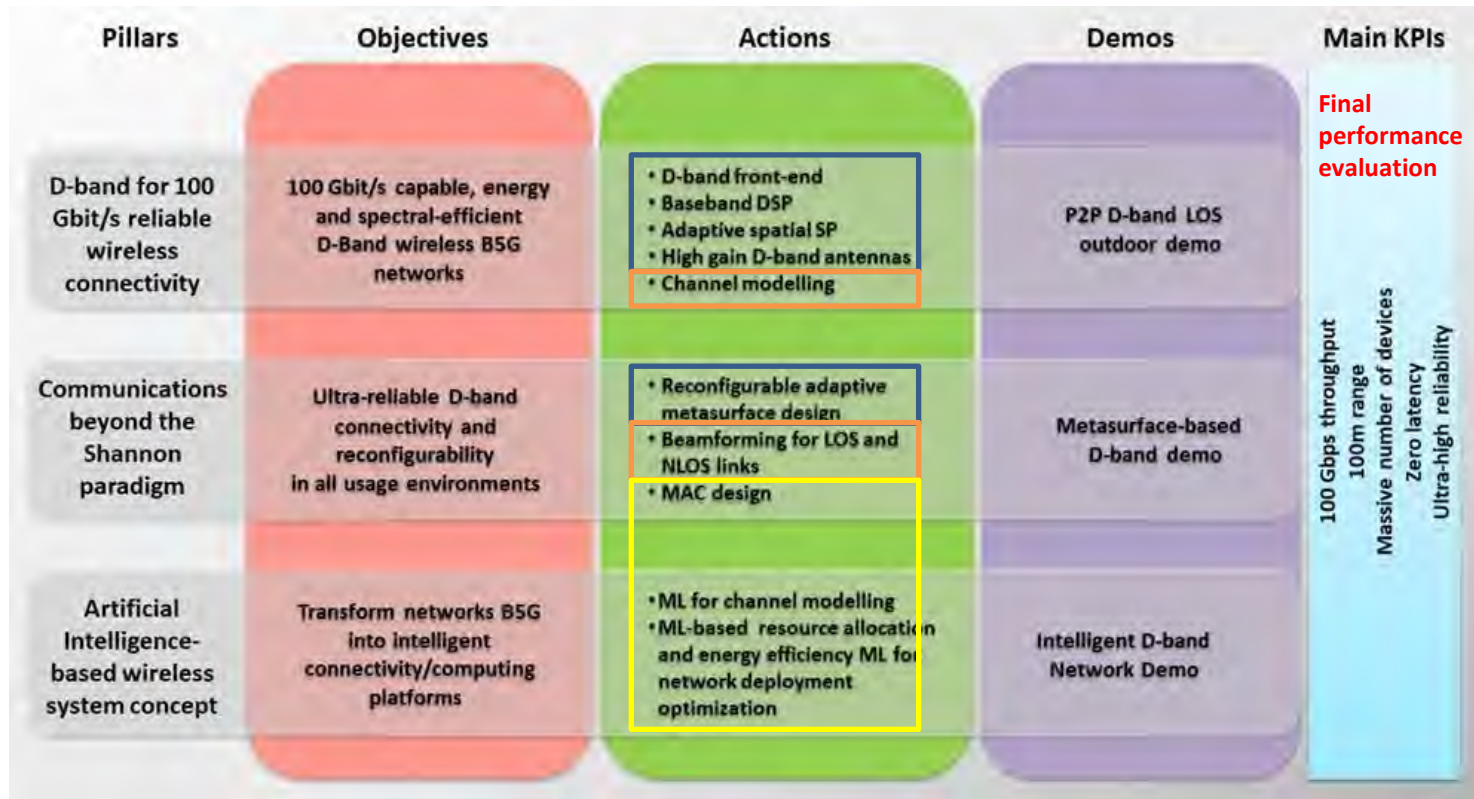 Pillars
Objectives
Actions
Demos
Main KPIs
Final
performance
evaluation
D-band for 100
Gbit/s reliable
wireless
connectivity
100 Gbit/s capable, energy
and spectral-efficient
D-Band wireless B5G
networks
• D-band front-end
• Baseband DSP
• Adaptive spatial SP
• High gain D-band antennas
• Channel modelling
P2P D-band LOS
outdoor demo
Communications
beyond the
Shannon
paradigm
Ultra-reliable D-band
connectivity and
reconfigurability
in all usage environments
• Reconfigurable adaptive
metasurface design
• Beamforming for LOS and
NLOS links
• MAC design
Metasurface-based
D-band demo
Artificial
Intelligence-
based wireless
system concept
Transform networks B5G
into intelligent
connectivity/computing
platforms
• ML for channel modelling
• ML-based resource allocation
and energy efficiency ML for
network deployment
optimization
Intelligent D-band
Network Demo
100 Gbps throughput
100m range
Massive number of devices
Zero latency
Ultra-high reliability